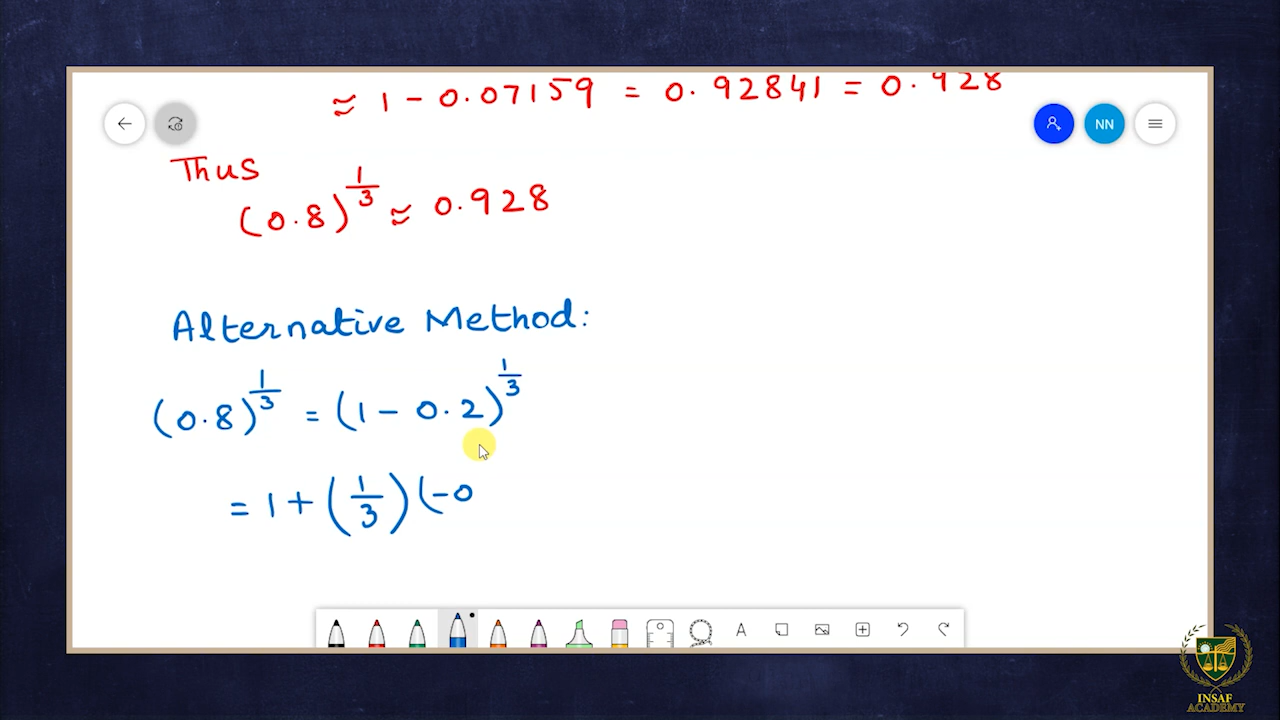 ≈ 1 - 0.07159 = 0.92841 = 0.928
NN
Thus
(0.8)^(1/3) ≈ 0.928
Alternative Method:
(0.8)^(1/3) = (1 - 0.2)^(1/3)
= 1 + (1/3)(-0
A
INSAF
ACADEMY